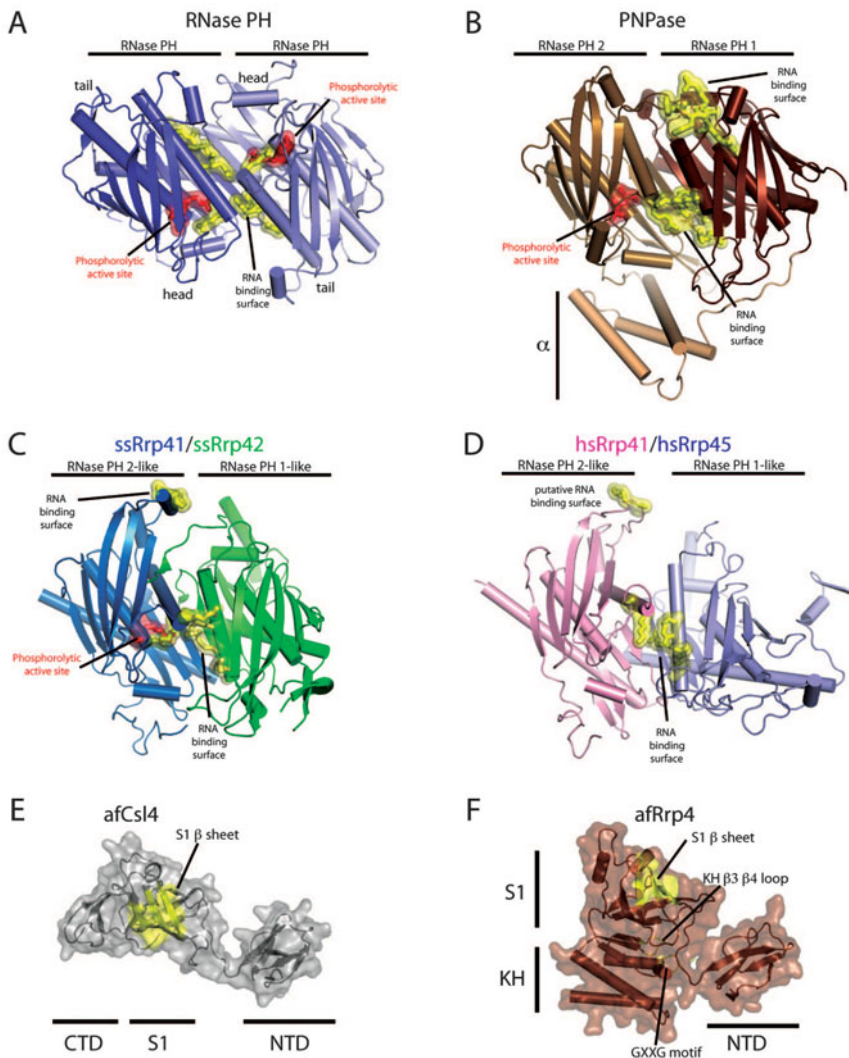 A
RNase PH
RNase PH
RNase PH
tail
head
Phosphorolytic
active site
Phosphorolytic
active site
head
RNA
binding
surface
tail
B
PNPase
RNase PH 2
RNase PH 1
RNA
binding
surface
Phosphorolytic
active site
RNA
binding
surface
α
C
ssRrp41/ssRrp42
RNase PH 2-like
RNase PH 1-like
RNA
binding
surface
Phosphorolytic
active site
RNA
binding
surface
D
hsRrp41/hsRrp45
RNase PH 2-like
RNase PH 1-like
putative RNA
binding surface
RNA
binding
surface
E
afCsl4
S1 β sheet
CTD
S1
NTD
F
afRrp4
S1 β sheet
KH β3 β4 loop
S1
KH
NTD
GXXG motif